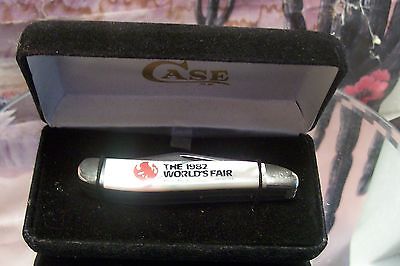 CASE
THE 1982
WORLD'S FAIR